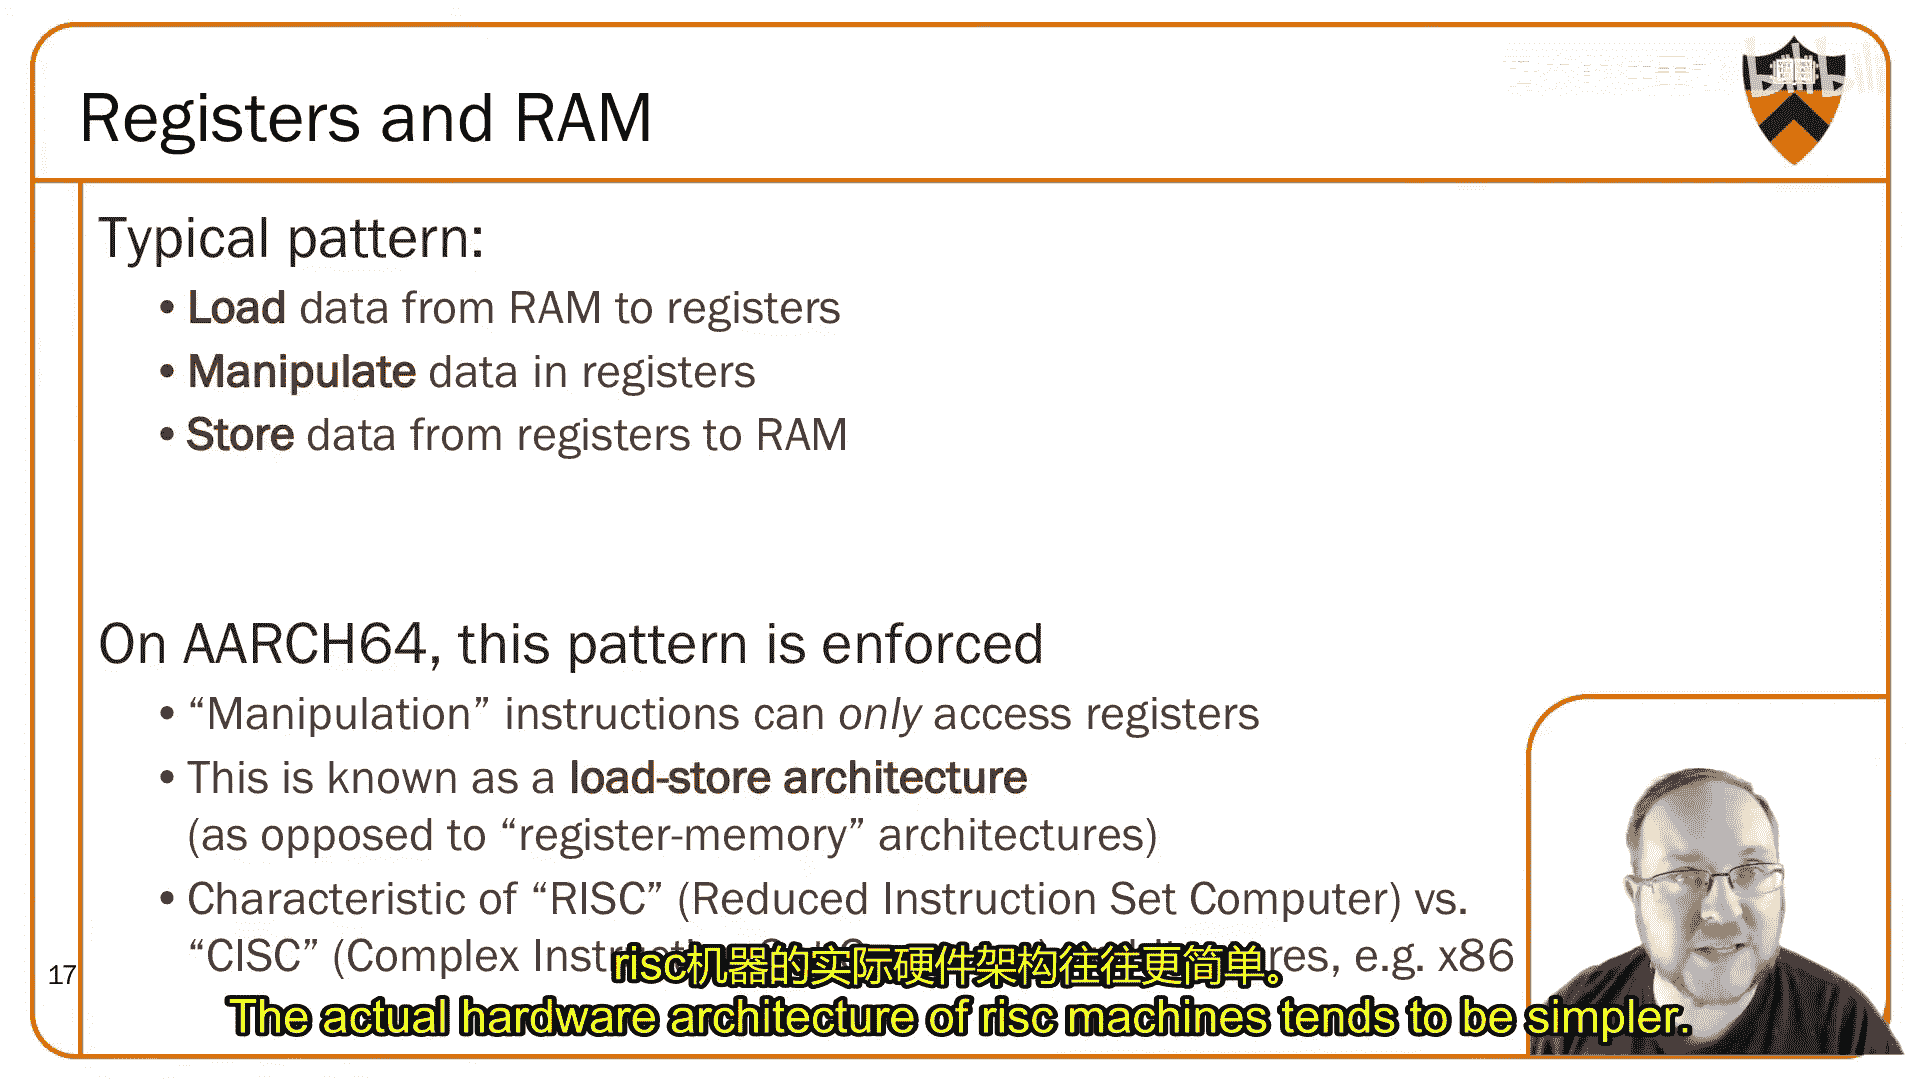 Registers and RAM
Typical pattern:
• Load data from RAM to registers
• Manipulate data in registers
• Store data from registers to RAM
On AARCH64, this pattern is enforced
• “Manipulation” instructions can only access registers
• This is known as a load-store architecture
(as opposed to “register-memory” architectures)
• Characteristic of “RISC” (Reduced Instruction Set Computer) vs.
“CISC” (Complex e.g. x86
17
risc机器的实际硬件架构往往更简单。
The actual hardware architecture of risc machines tends to be simpler.